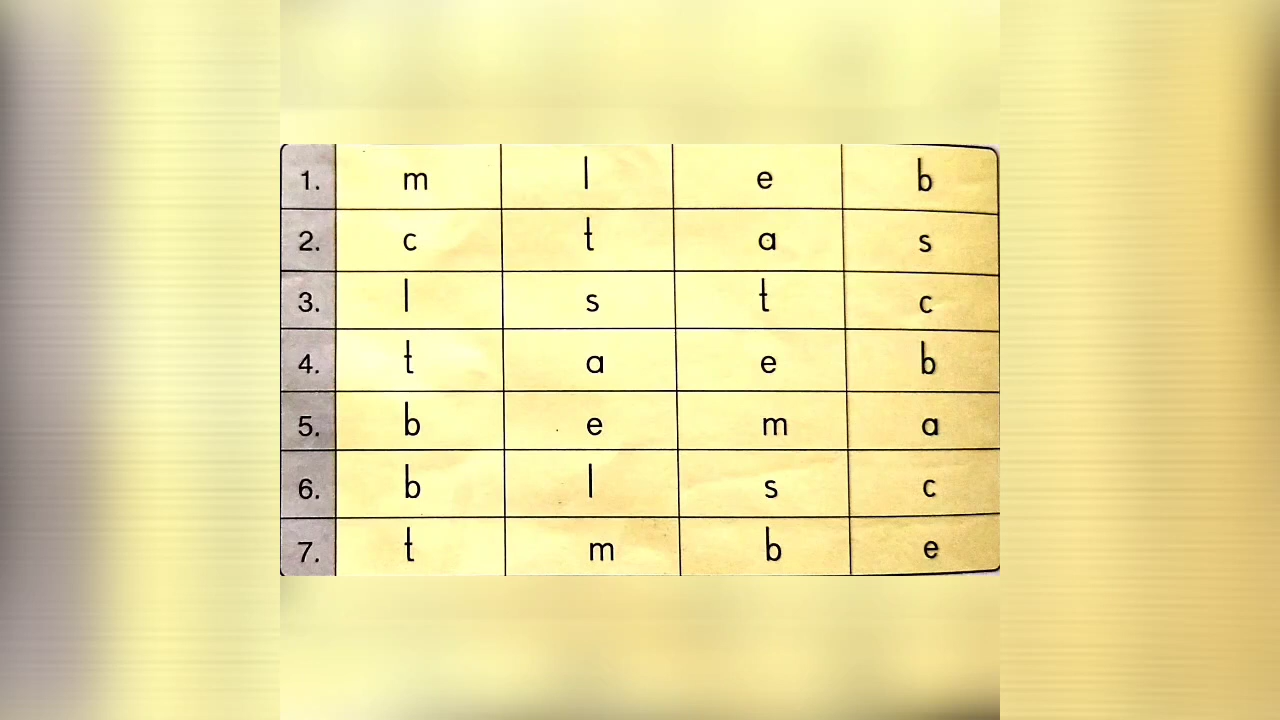 1. m l e b
2. c t a s
3. l s t c
4. t a e b
5. b e m a
6. b l s c
7. t m b e